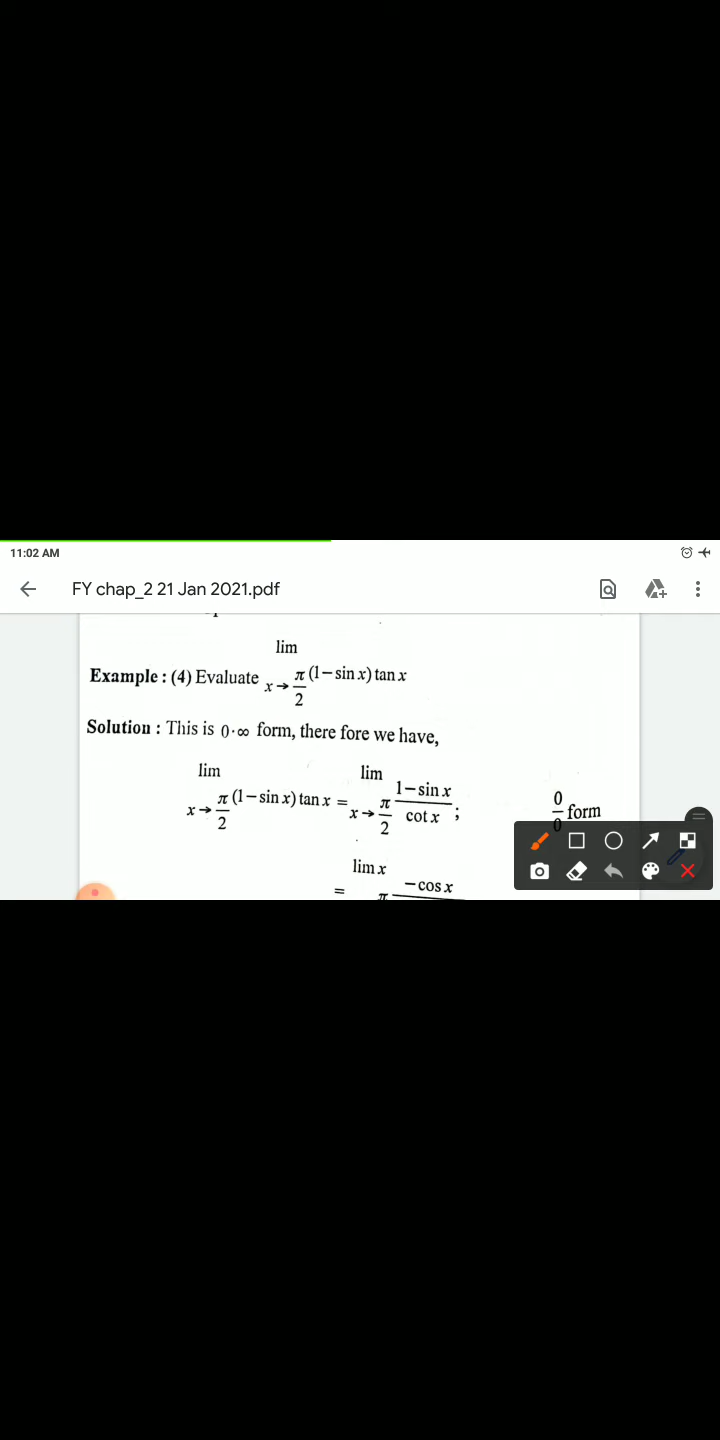 11:02 AM
FY chap_2 21 Jan 2021.pdf
Example : (4) Evaluate lim x→π/2 (1−sin x) tan x
Solution : This is 0·∞ form, there fore we have,
lim x→π/2 (1−sin x) tan x = lim x→π/2 1−sin x / cot x ; 0/0 form
= lim x π −cos x